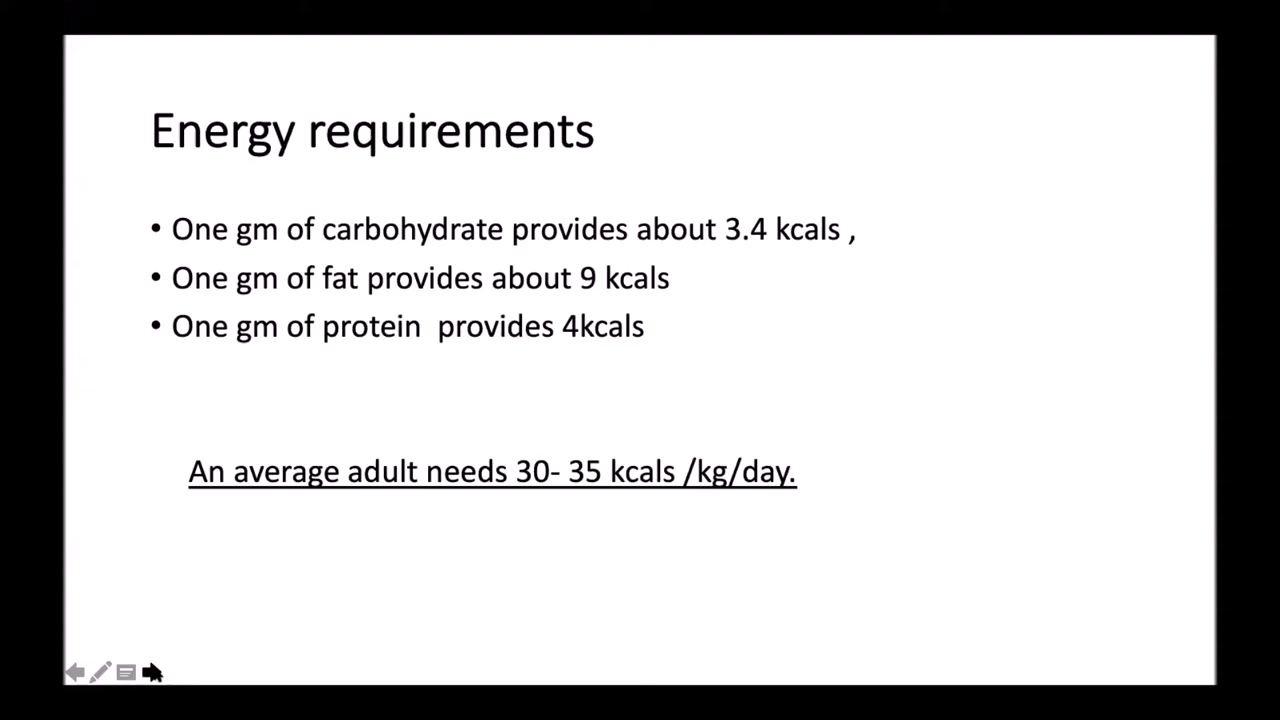 Energy requirements
• One gm of carbohydrate provides about 3.4 kcals ,
• One gm of fat provides about 9 kcals
• One gm of protein  provides 4kcals
An average adult needs 30- 35 kcals /kg/day.